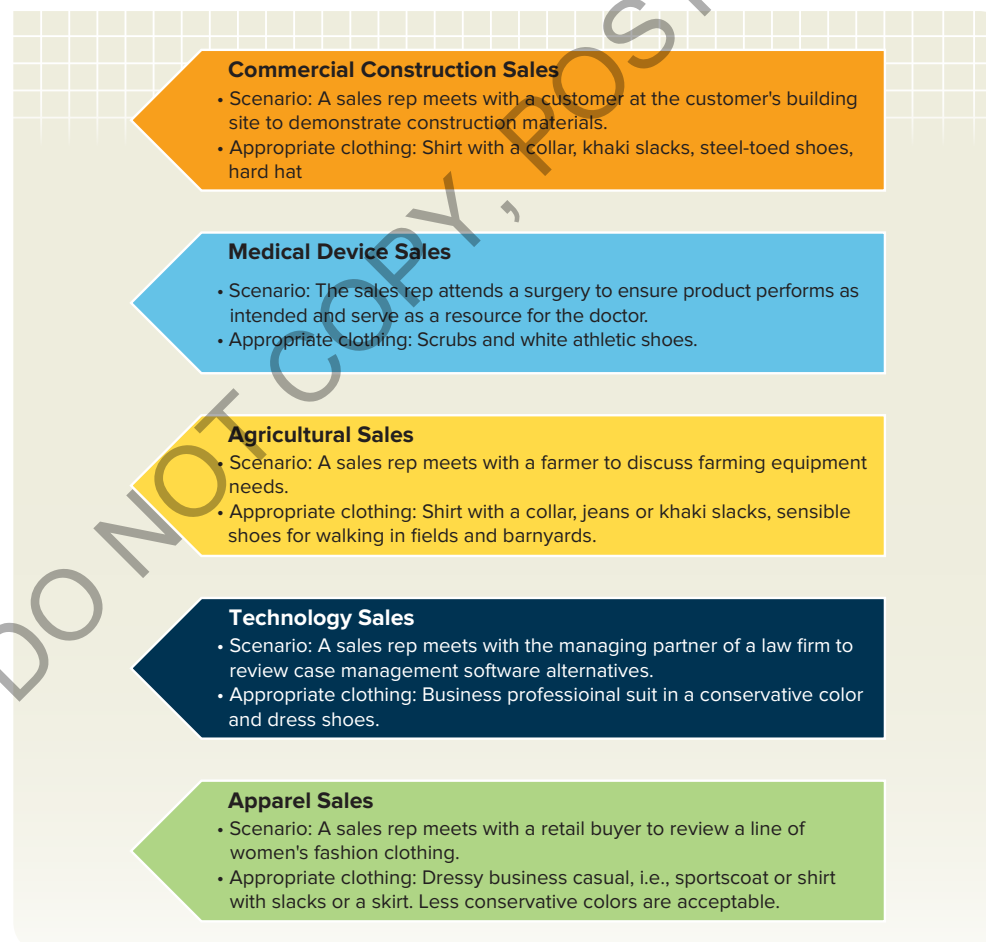 Commercial Construction Sales
• Scenario: A sales rep meets with a customer at the customer's building
site to demonstrate construction materials.
• Appropriate clothing: Shirt with a collar, khaki slacks, steel-toed shoes,
hard hat
Medical Device Sales
• Scenario: The sales rep attends a surgery to ensure product performs as
intended and serve as a resource for the doctor.
• Appropriate clothing: Scrubs and white athletic shoes.
Agricultural Sales
• Scenario: A sales rep meets with a farmer to discuss farming equipment
needs.
• Appropriate clothing: Shirt with a collar, jeans or khaki slacks, sensible
shoes for walking in fields and barnyards.
Technology Sales
• Scenario: A sales rep meets with the managing partner of a law firm to
review case management software alternatives.
• Appropriate clothing: Business professioinal suit in a conservative color
and dress shoes.
Apparel Sales
• Scenario: A sales rep meets with a retail buyer to review a line of
women's fashion clothing.
• Appropriate clothing: Dressy business casual, i.e., sportscoat or shirt
with slacks or a skirt. Less conservative colors are acceptable.
DO NOT COPY, POST